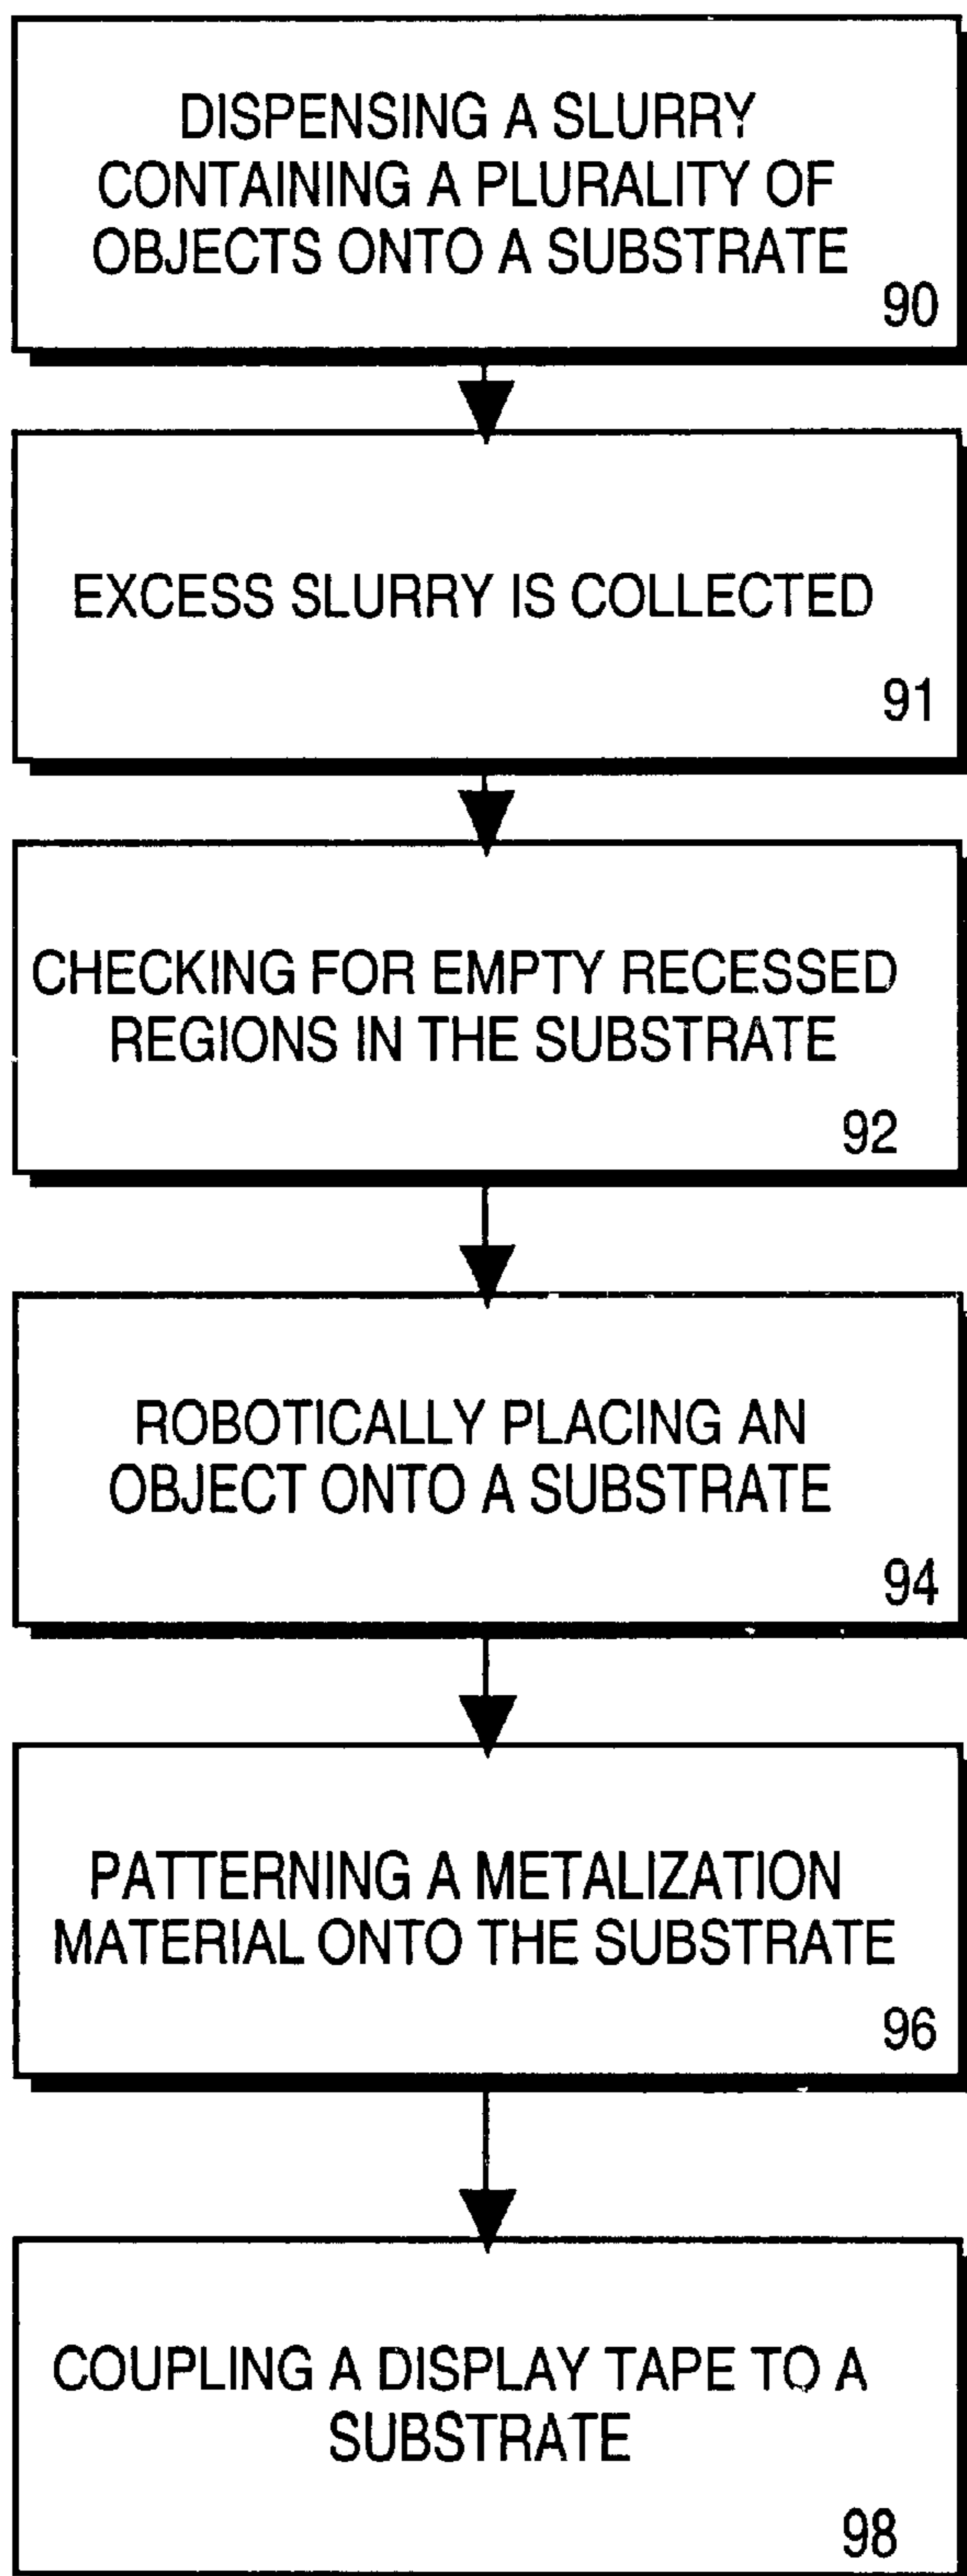 DISPENSING A SLURRY
CONTAINING A PLURALITY OF
OBJECTS ONTO A SUBSTRATE
90
EXCESS SLURRY IS COLLECTED
91
CHECKING FOR EMPTY RECESSED
REGIONS IN THE SUBSTRATE
92
ROBOTICALLY PLACING AN
OBJECT ONTO A SUBSTRATE
94
PATTERNING A METALIZATION
MATERIAL ONTO THE SUBSTRATE
96
COUPLING A DISPLAY TAPE TO A
SUBSTRATE
98